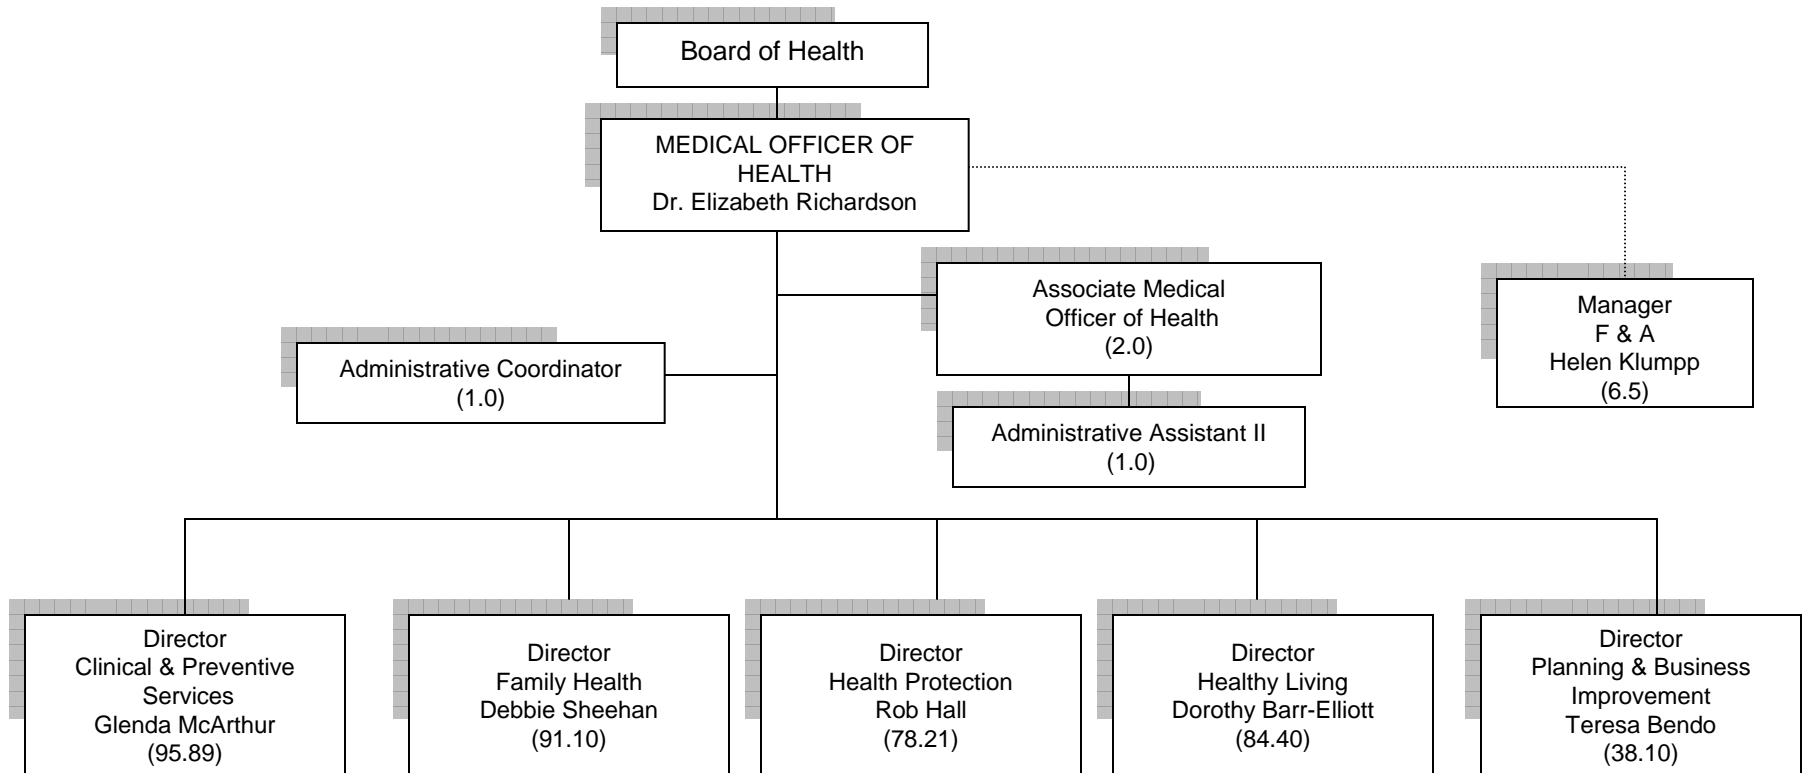 Board of Health
MEDICAL OFFICER OF
HEALTH
Dr. Elizabeth Richardson
Associate Medical
Officer of Health
(2.0)
Manager
F & A
Helen Klumpp
(6.5)
Administrative Coordinator
(1.0)
Administrative Assistant II
(1.0)
Director
Clinical & Preventive
Services
Glenda McArthur
(95.89)
Director
Family Health
Debbie Sheehan
(91.10)
Director
Health Protection
Rob Hall
(78.21)
Director
Healthy Living
Dorothy Barr-Elliott
(84.40)
Director
Planning & Business
Improvement
Teresa Bendo
(38.10)